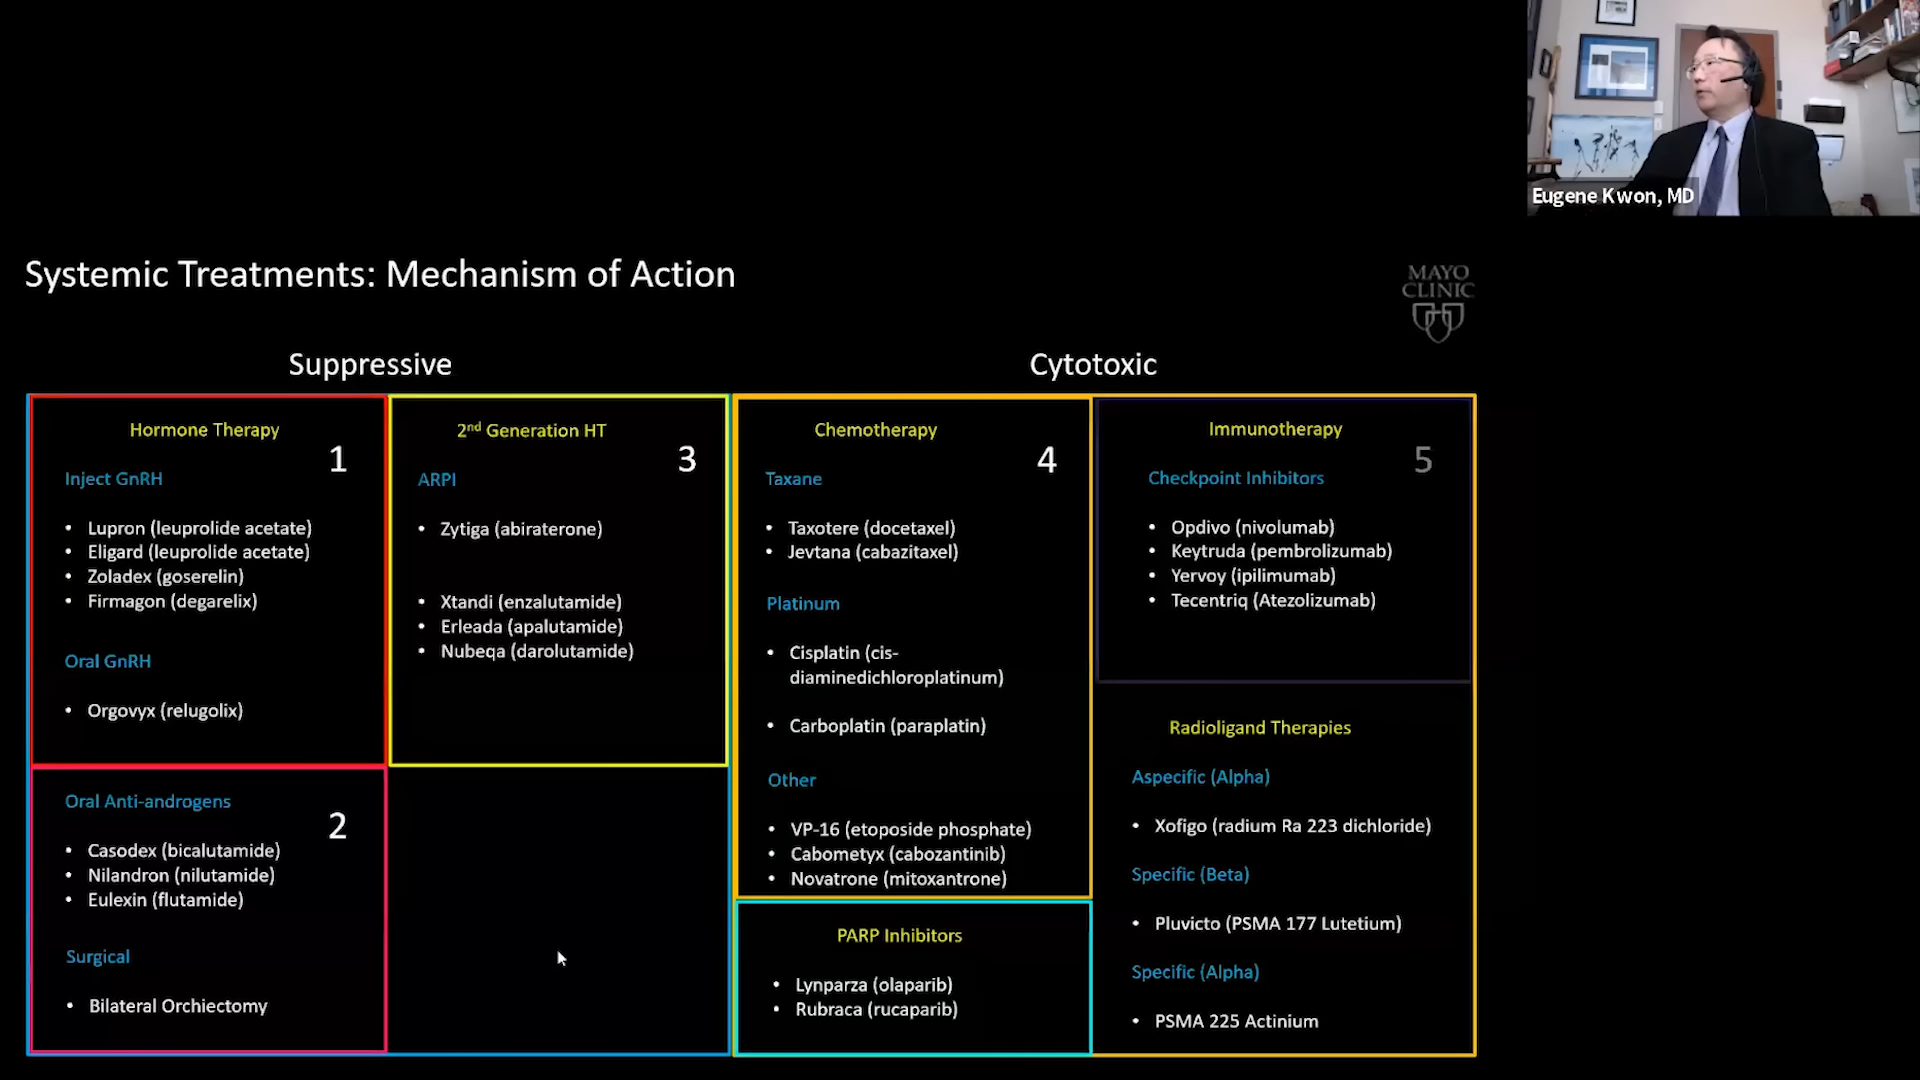 Eugene Kwon, MD
Systemic Treatments: Mechanism of Action
MAYO
CLINIC
Suppressive
Cytotoxic
Hormone Therapy
1
Inject GnRH
• Lupron (leuprolide acetate)
• Eligard (leuprolide acetate)
• Zoladex (goserelin)
• Firmagon (degarelix)
Oral GnRH
• Orgovyx (relugolix)
Oral Anti-androgens
2
• Casodex (bicalutamide)
• Nilandron (nilutamide)
• Eulexin (flutamide)
Surgical
• Bilateral Orchiectomy
2nd Generation HT
3
ARPI
• Zytiga (abiraterone)
• Xtandi (enzalutamide)
• Erleada (apalutamide)
• Nubeqa (darolutamide)
Chemotherapy
4
Taxane
• Taxotere (docetaxel)
• Jevtana (cabazitaxel)
Platinum
• Cisplatin (cis-
diaminedichloroplatinum)
• Carboplatin (paraplatin)
Other
• VP-16 (etoposide phosphate)
• Cabometyx (cabozantinib)
• Novatrone (mitoxantrone)
PARP Inhibitors
• Lynparza (olaparib)
• Rubraca (rucaparib)
Immunotherapy
5
Checkpoint Inhibitors
• Opdivo (nivolumab)
• Keytruda (pembrolizumab)
• Yervoy (ipilimumab)
• Tecentriq (Atezolizumab)
Radioligand Therapies
Aspecific (Alpha)
• Xofigo (radium Ra 223 dichloride)
Specific (Beta)
• Pluvicto (PSMA 177 Lutetium)
Specific (Alpha)
• PSMA 225 Actinium